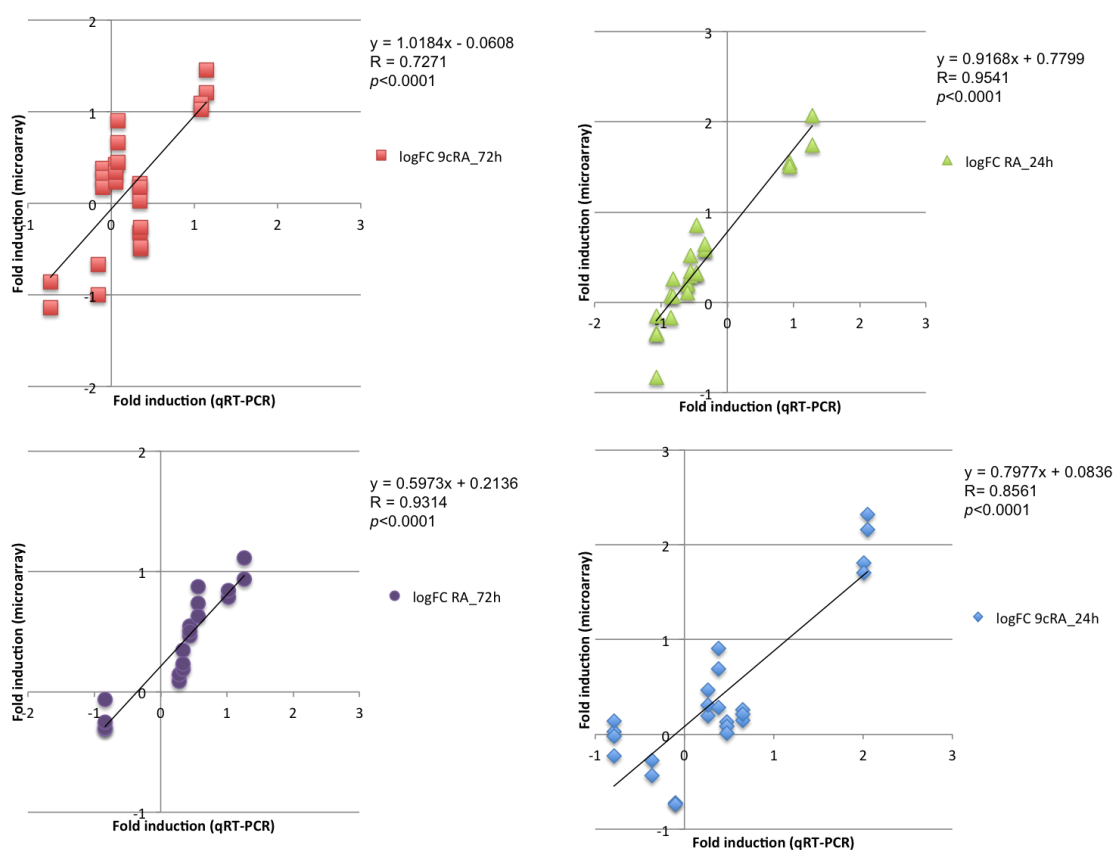 2
1
0
-1
-2
-1
0
1
2
3
Fold induction (microarray)
Fold induction (qRT-PCR)
y = 1.0184x - 0.0608
R = 0.7271
p<0.0001
logFC 9cRA_72h
3
2
1
0
-1
-2
-1
0
1
2
3
Fold induction (microarray)
Fold induction (qRT-PCR)
y = 0.9168x + 0.7799
R= 0.9541
p<0.0001
logFC RA_24h
2
1
0
-1
-2
-1
0
1
2
3
Fold induction (microarray)
Fold induction (qRT-PCR)
y = 0.5973x + 0.2136
R = 0.9314
p<0.0001
logFC RA_72h
3
2
1
0
-1
-1
0
1
2
3
Fold induction (microarray)
Fold induction (qRT-PCR)
y = 0.7977x + 0.0836
R= 0.8561
p<0.0001
logFC 9cRA_24h